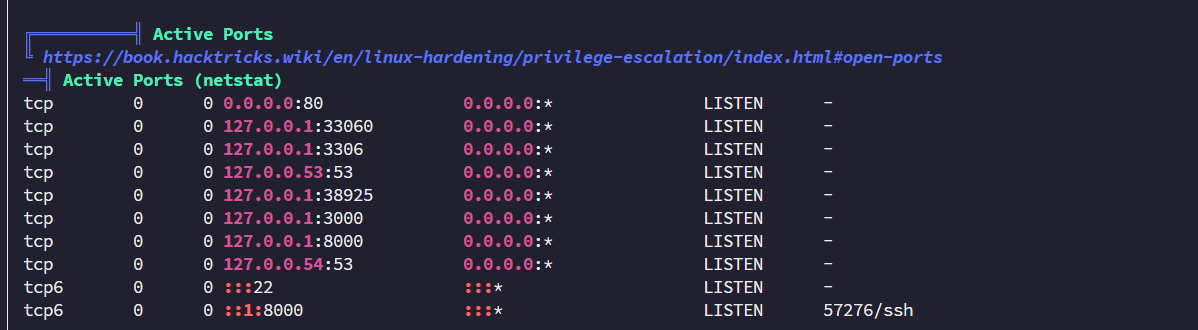 ╔══════════╣ Active Ports
╚ https://book.hacktricks.wiki/en/linux-hardening/privilege-escalation/index.html#open-ports
══╣ Active Ports (netstat)
tcp        0      0 0.0.0.0:80              0.0.0.0:*               LISTEN      -
tcp        0      0 127.0.0.1:33060         0.0.0.0:*               LISTEN      -
tcp        0      0 127.0.0.1:3306          0.0.0.0:*               LISTEN      -
tcp        0      0 127.0.0.53:53           0.0.0.0:*               LISTEN      -
tcp        0      0 127.0.0.1:38925         0.0.0.0:*               LISTEN      -
tcp        0      0 127.0.0.1:3000          0.0.0.0:*               LISTEN      -
tcp        0      0 127.0.0.1:8000          0.0.0.0:*               LISTEN      -
tcp        0      0 127.0.0.54:53           0.0.0.0:*               LISTEN      -
tcp6       0      0 :::22                   :::*                    LISTEN      -
tcp6       0      0 ::1:8000                :::*                    LISTEN      57276/ssh